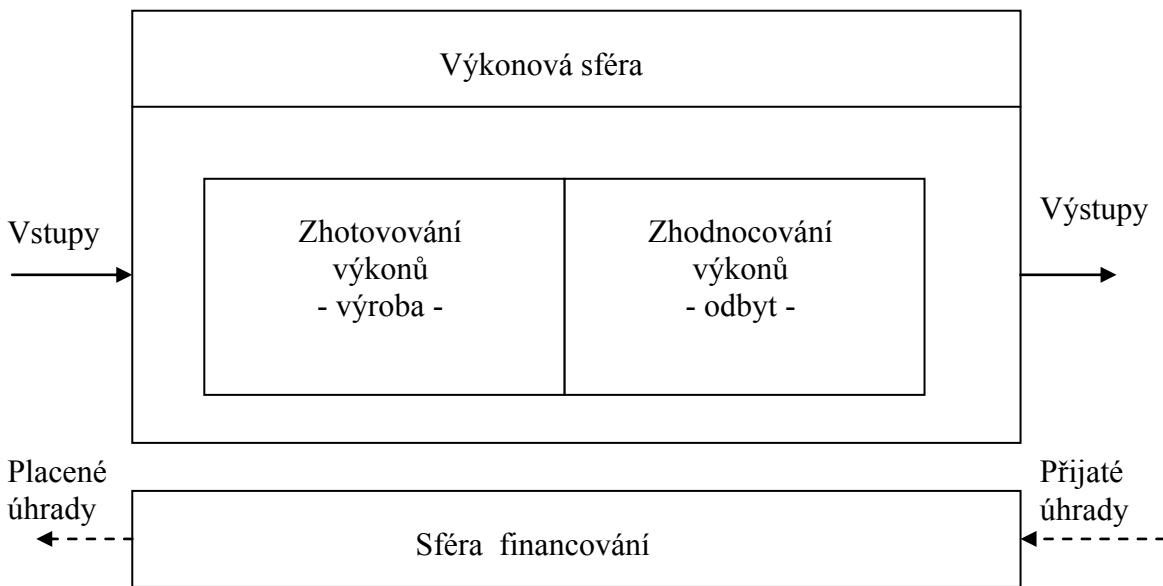 Výkonová sféra
Vstupy
Zhotovování
výkonů
- výroba -
Zhodnocování
výkonů
- odbyt -
Výstupy
Placené
úhrady
Sféra financování
Přijaté
úhrady